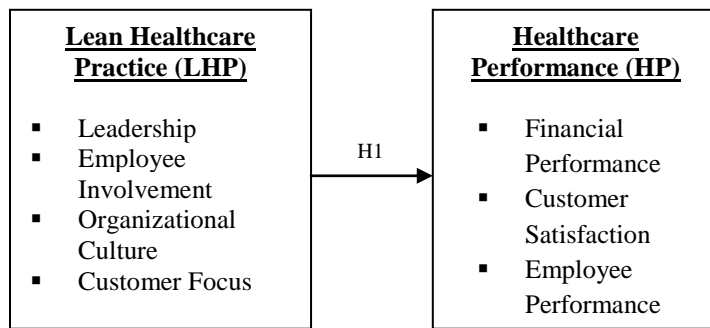 Lean Healthcare
Practice (LHP)
▪ Leadership
▪ Employee
Involvement
▪ Organizational
Culture
▪ Customer Focus
H1
Healthcare
Performance (HP)
▪ Financial
Performance
▪ Customer
Satisfaction
▪ Employee
Performance